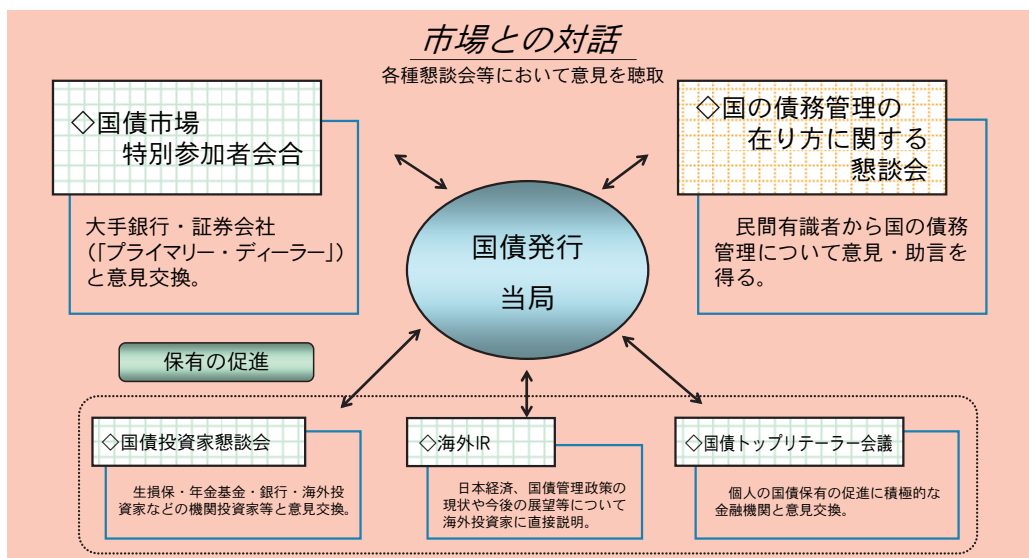 市場との対話
各種懇談会等において意見を聴取
◇国債市場
特別参加者会合
大手銀行・証券会社
(「プライマリー・ディーラー」)
と意見交換。
◇国の債務管理の
在り方に関する
懇談会
民間有識者から国の債務
管理について意見・助言を
得る。
国債発行
当局
保有の促進
◇国債投資家懇談会
生損保・年金基金・銀行・海外投
資家などの機関投資家等と意見交換。
◇海外IR
日本経済、国債管理政策の
現状や今後の展望等について
海外投資家に直接説明。
◇国債トップリテーラー会議
個人の国債保有の促進に積極的な
金融機関と意見交換。